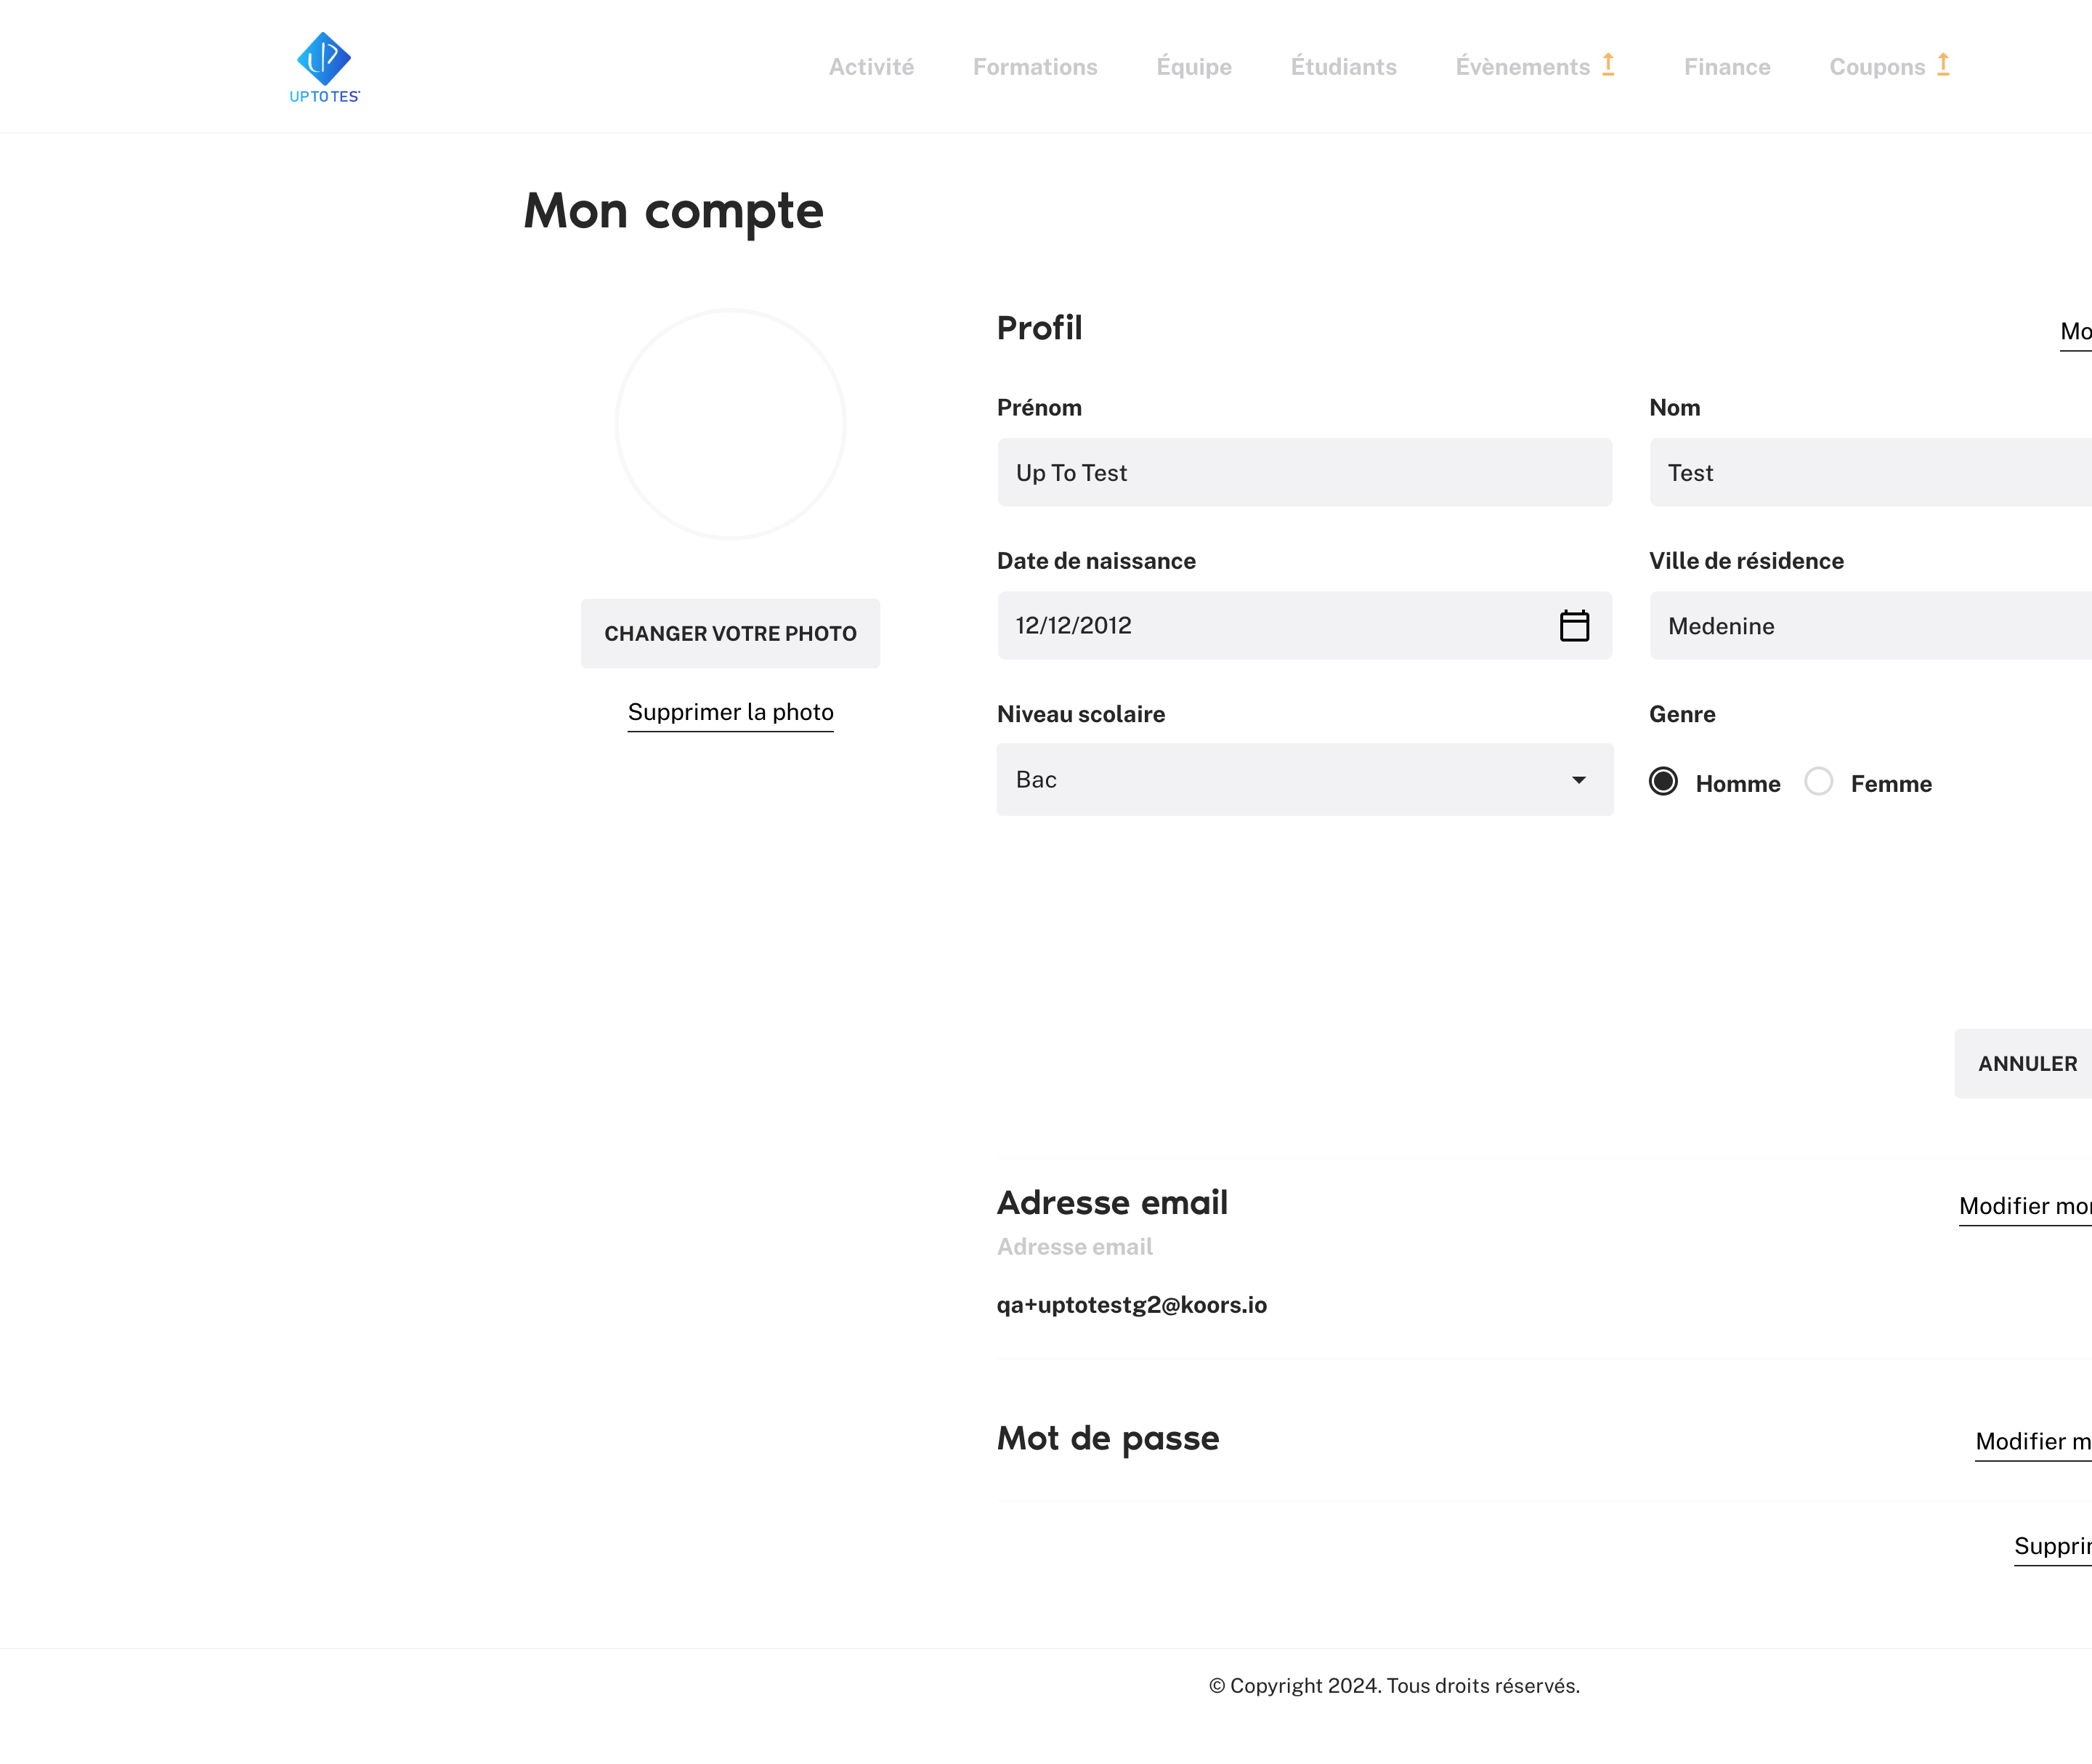 UPTOTES
Activité Formations Équipe Étudiants Évènements Finance Coupons
Mon compte
Profil
Mo
Prénom Nom
Up To Test Test
Date de naissance Ville de résidence
12/12/2012 Medenine
CHANGER VOTRE PHOTO
Supprimer la photo
Niveau scolaire Genre
Bac Homme Femme
ANNULER
Adresse email Modifier mon
Adresse email
qa+uptotestg2@koors.io
Mot de passe Modifier m
Supprim
© Copyright 2024. Tous droits réservés.